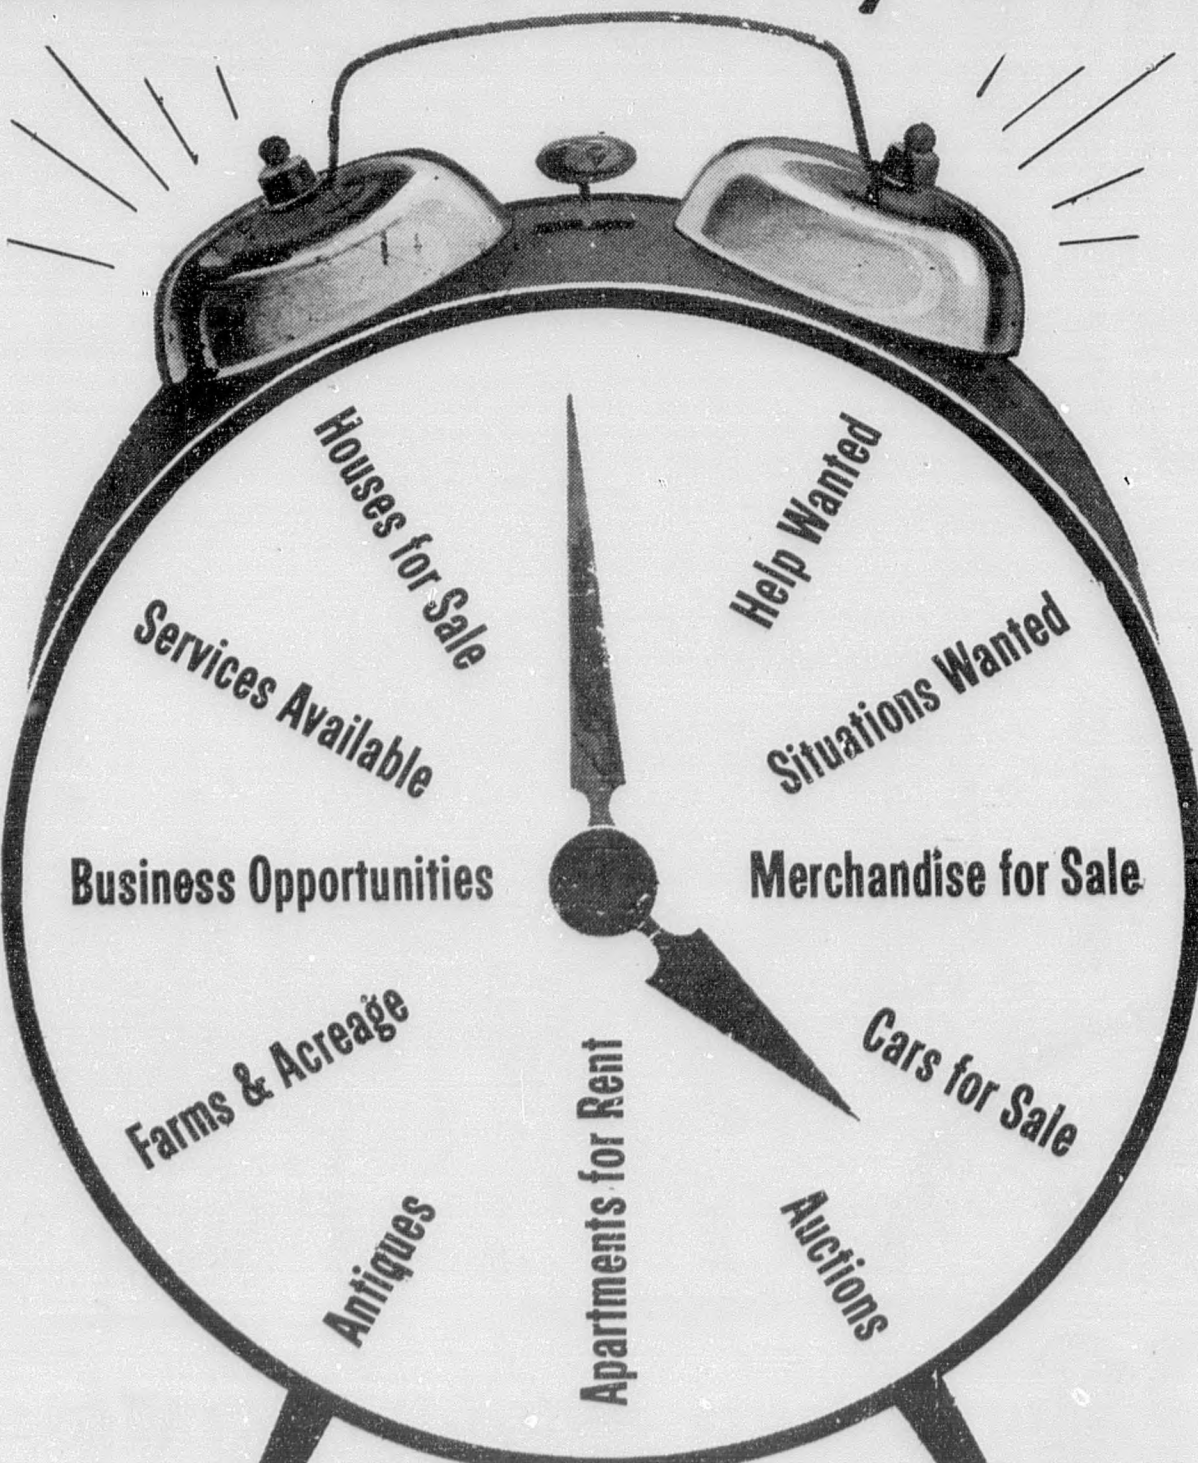 Help Wanted
Situations Wanted
Merchandise for Sale
Cars for Sale
Auctions
Apartments for Rent
Antiques
Farms & Acreage
Business Opportunities
Services Available
Houses for Sale